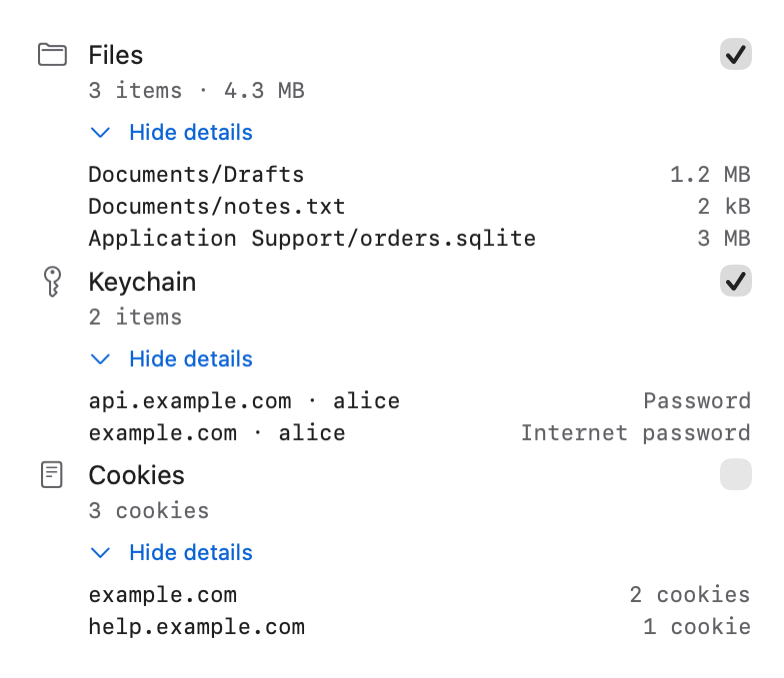 Files
3 items · 4.3 MB
Hide details
Documents/Drafts 1.2 MB
Documents/notes.txt 2 kB
Application Support/orders.sqlite 3 MB
Keychain
2 items
Hide details
api.example.com · alice Password
example.com · alice Internet password
Cookies
3 cookies
Hide details
example.com 2 cookies
help.example.com 1 cookie